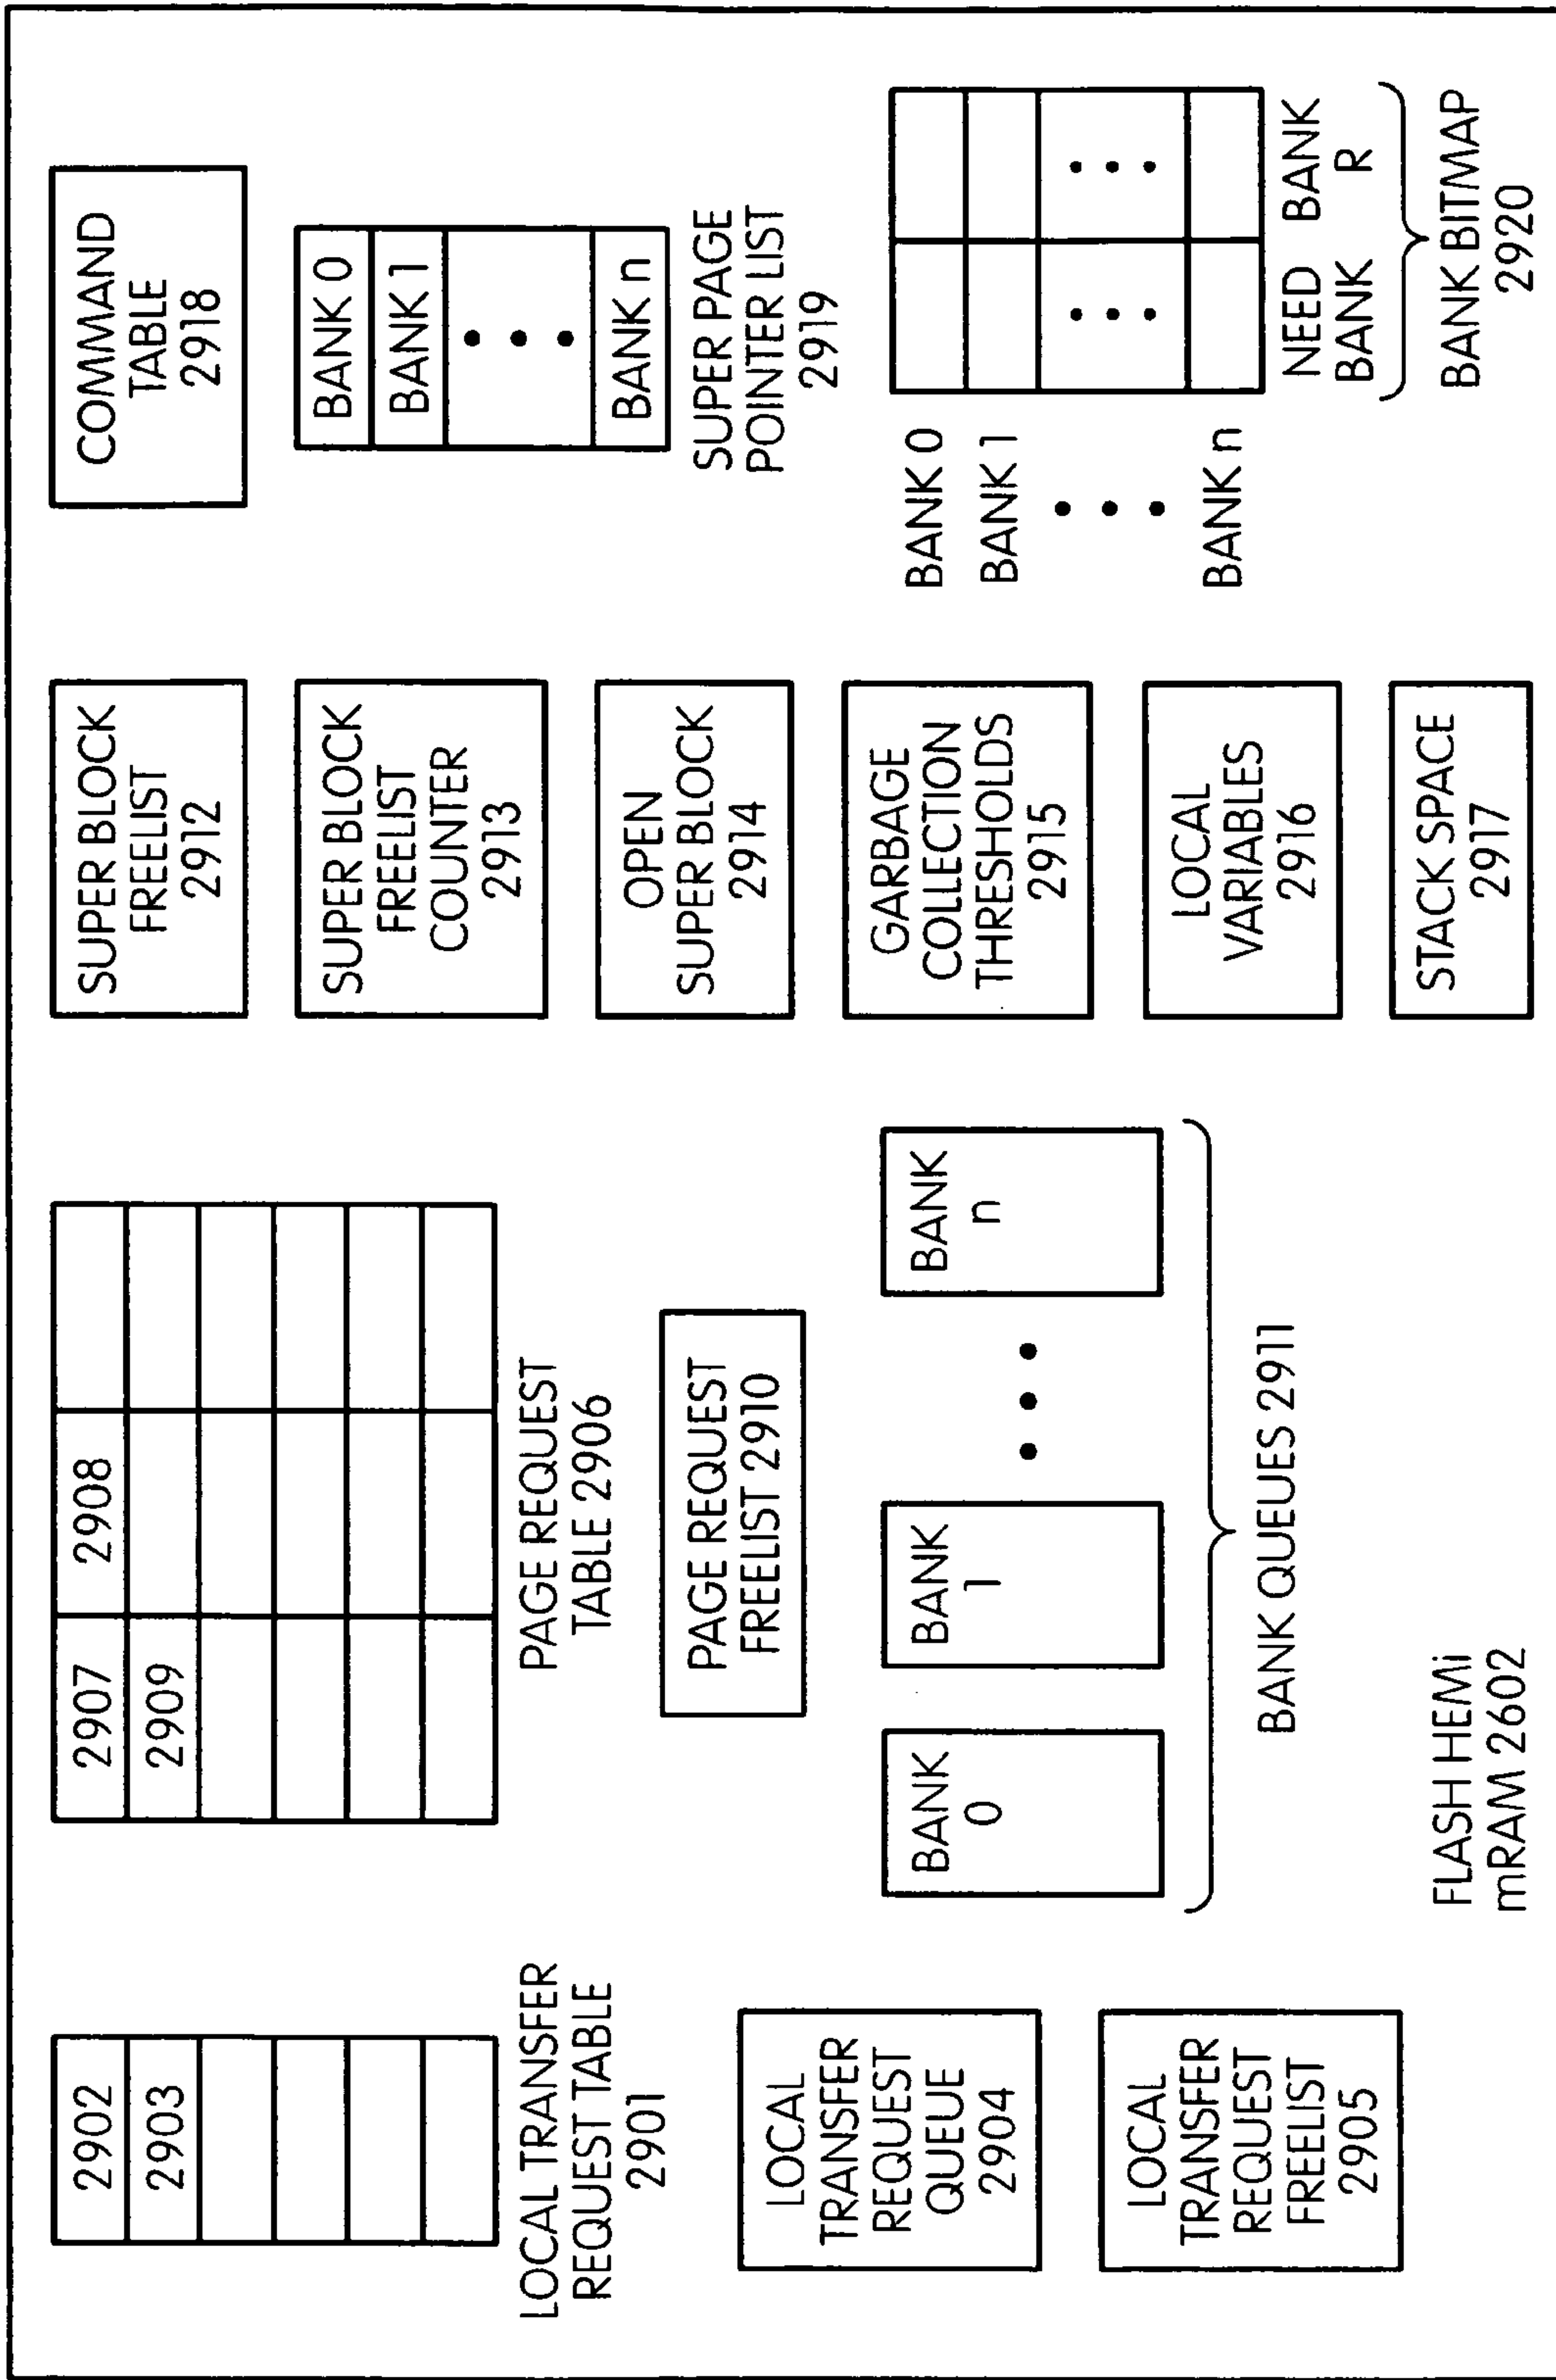 2902
2903
LOCAL TRANSFER
REQUEST TABLE
2901
LOCAL
TRANSFER
REQUEST
QUEUE
2904
LOCAL
TRANSFER
REQUEST
FREELIST
2905
2907 2908
2909
PAGE REQUEST
TABLE 2906
PAGE REQUEST
FREELIST 2910
BANK
0
BANK
1
BANK
n
BANK QUEUES 2911
FLASH HEMi
mRAM 2602
SUPER BLOCK
FREELIST
2912
SUPER BLOCK
FREELIST
COUNTER
2913
OPEN
SUPER BLOCK
2914
GARBAGE
COLLECTION
THRESHOLDS
2915
LOCAL
VARIABLES
2916
STACK SPACE
2917
COMMAND
TABLE
2918
BANK 0
BANK 1
BANK n
SUPER PAGE
POINTER LIST
2919
BANK 0
BANK 1
BANK n
NEED
BANK
BANK
R
BANK BITMAP
2920